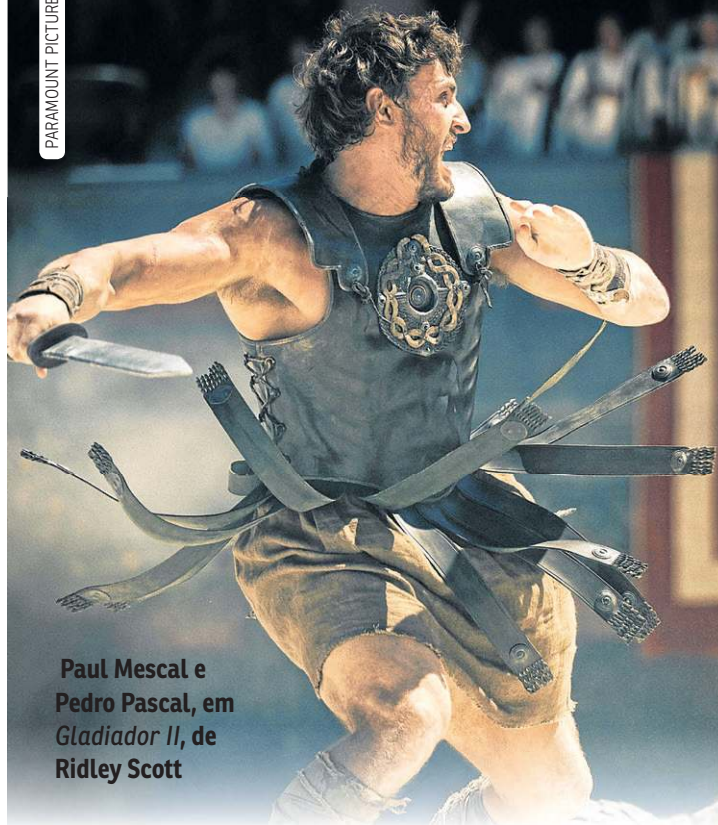 PARAMOUNT PICTURE
Paul Mescal e
Pedro Pascal, em
Gladiador II, de
Ridley Scott